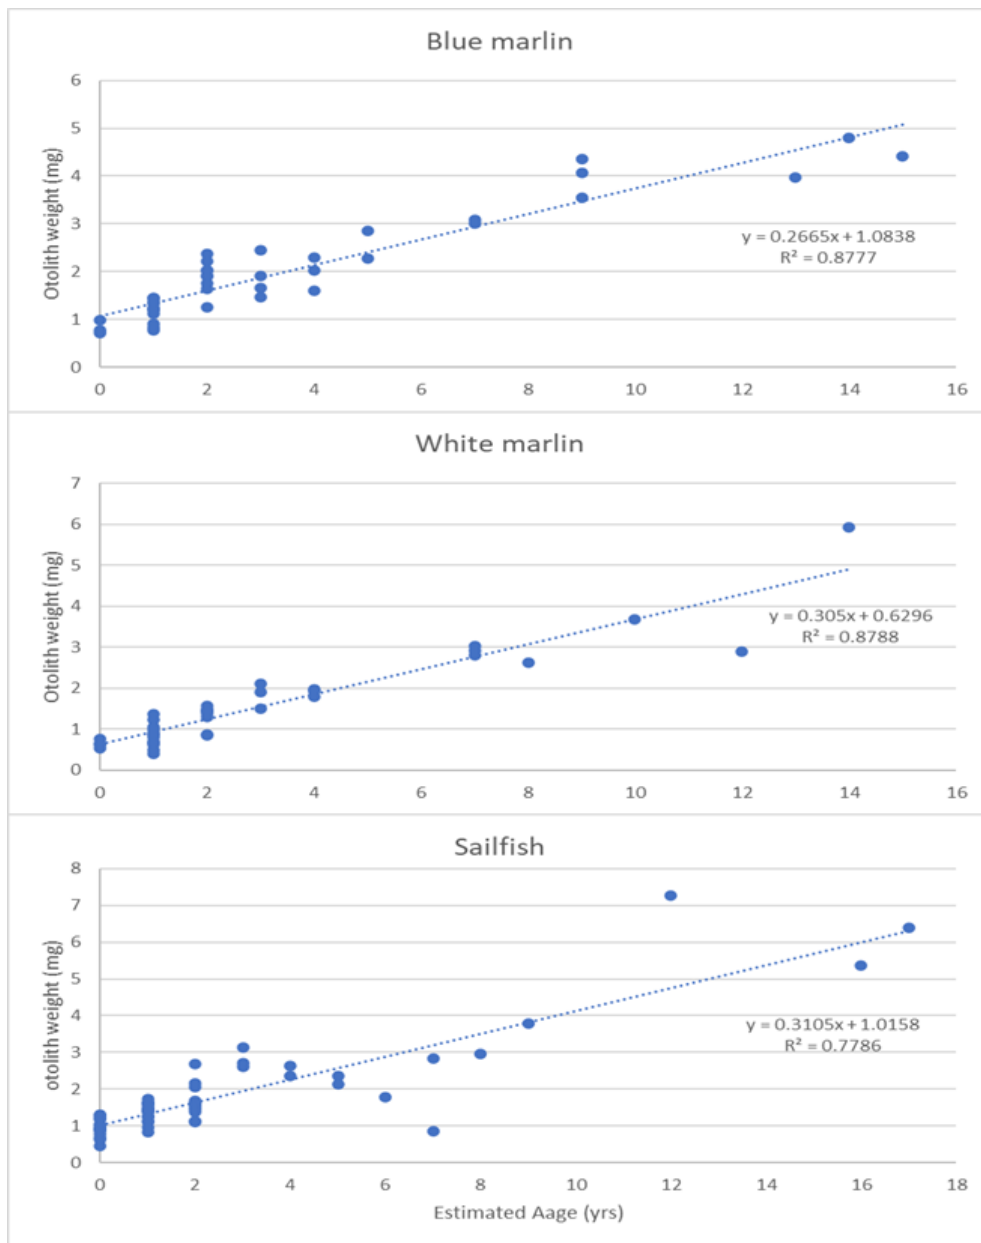 Blue marlin
6
5
4
3
2
1
0
Otolith weight (mg)
y = 0.2665x + 1.0838
R² = 0.8777
0 2 4 6 8 10 12 14 16
White marlin
7
6
5
4
3
2
1
0
Otolith weight (mg)
y = 0.305x + 0.6296
R² = 0.8788
0 2 4 6 8 10 12 14 16
Sailfish
8
7
6
5
4
3
2
1
0
otolith weight (mg)
y = 0.3105x + 1.0158
R² = 0.7786
0 2 4 6 8 10 12 14 16 18
Estimated Aage (yrs)